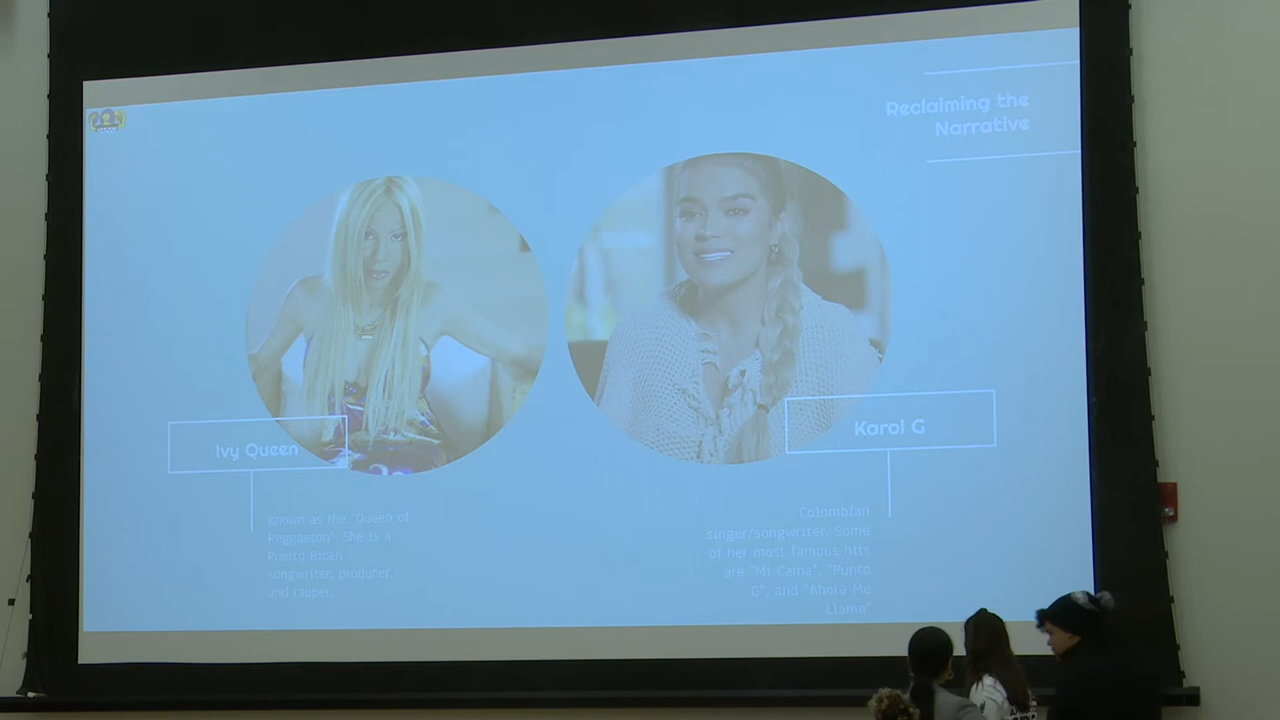 Reclaiming the
Narrative
Ivy Queen
Known as the "Queen of
Reggaeton". She is a
Puerto Rican
songwriter, producer,
and rapper.
Karol G
Colombian
singer/songwriter. Some
of her most famous hits
are "Mi Cama", "Punto
G", and "Ahora Me
Llama"